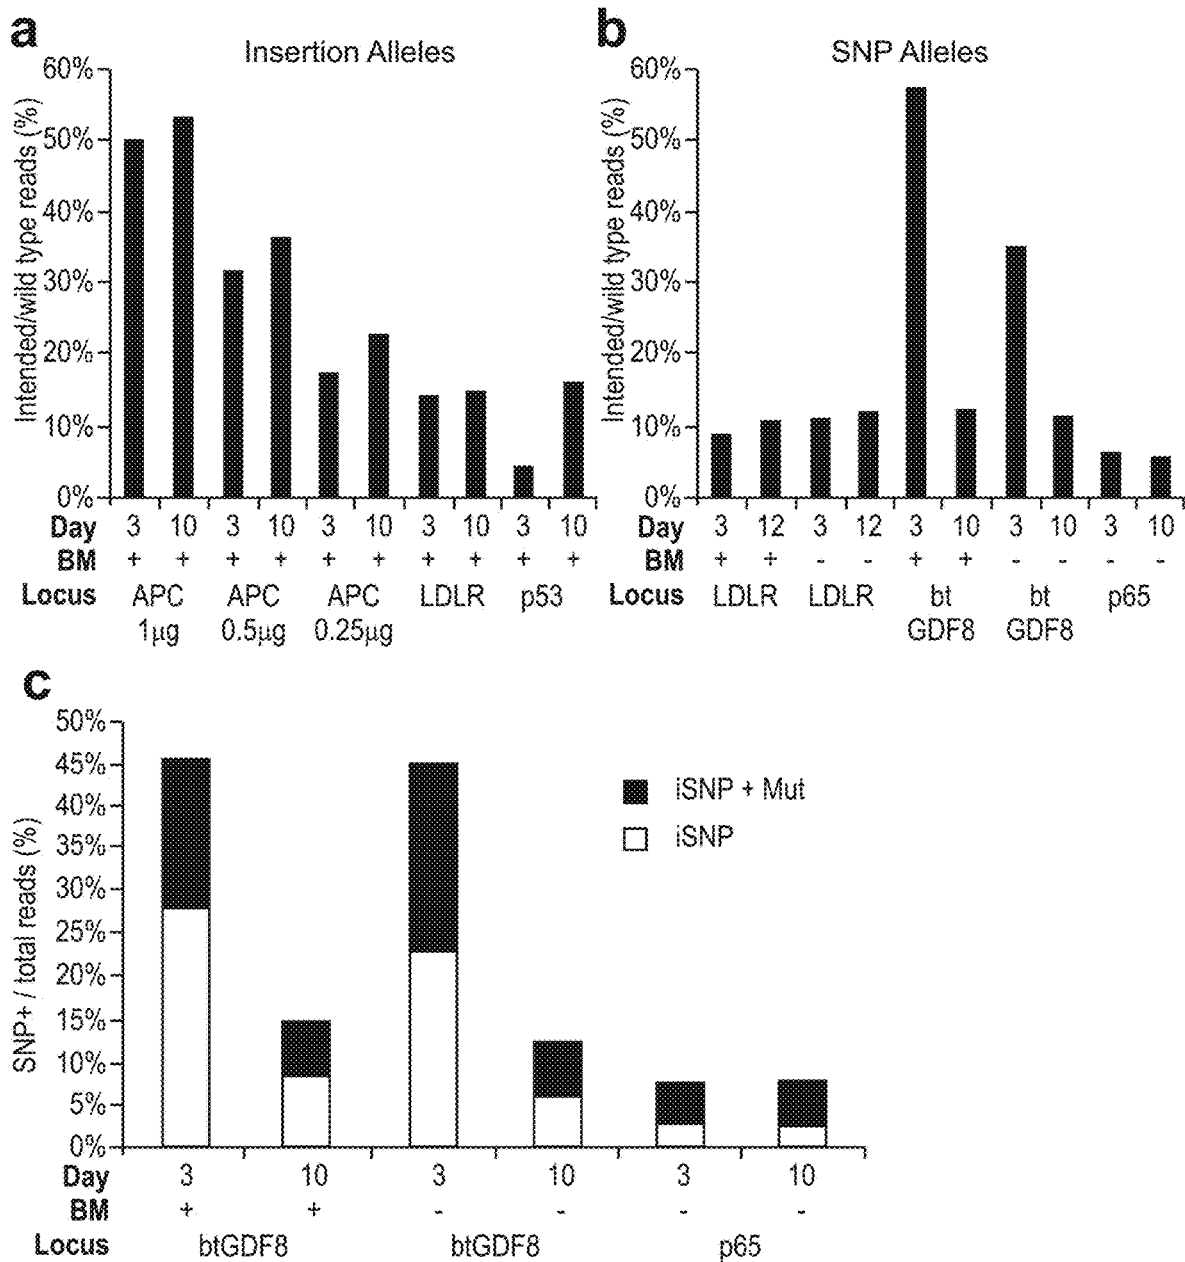 a
Insertion Alleles
Intended/wild type reads (%)
60%
50%
40%
30%
20%
10%
0%
Day 3 10 3 10 3 10 3 10 3 10
BM + + + + + + + + + +
Locus APC APC APC LDLR p53
1µg 0.5µg 0.25µg
b
SNP Alleles
Intended/wild type reads (%)
60%
50%
40%
30%
20%
10%
0%
Day 3 12 3 12 3 10 3 10 3 10
BM + + - - + + - - - -
Locus LDLR LDLR bt bt p65
GDF8 GDF8
c
SNP+ / total reads (%)
50%
45%
40%
35%
30%
25%
20%
15%
10%
5%
0%
iSNP + Mut
iSNP
Day 3 10 3 10 3 10
BM + + - - - -
Locus btGDF8 btGDF8 p65